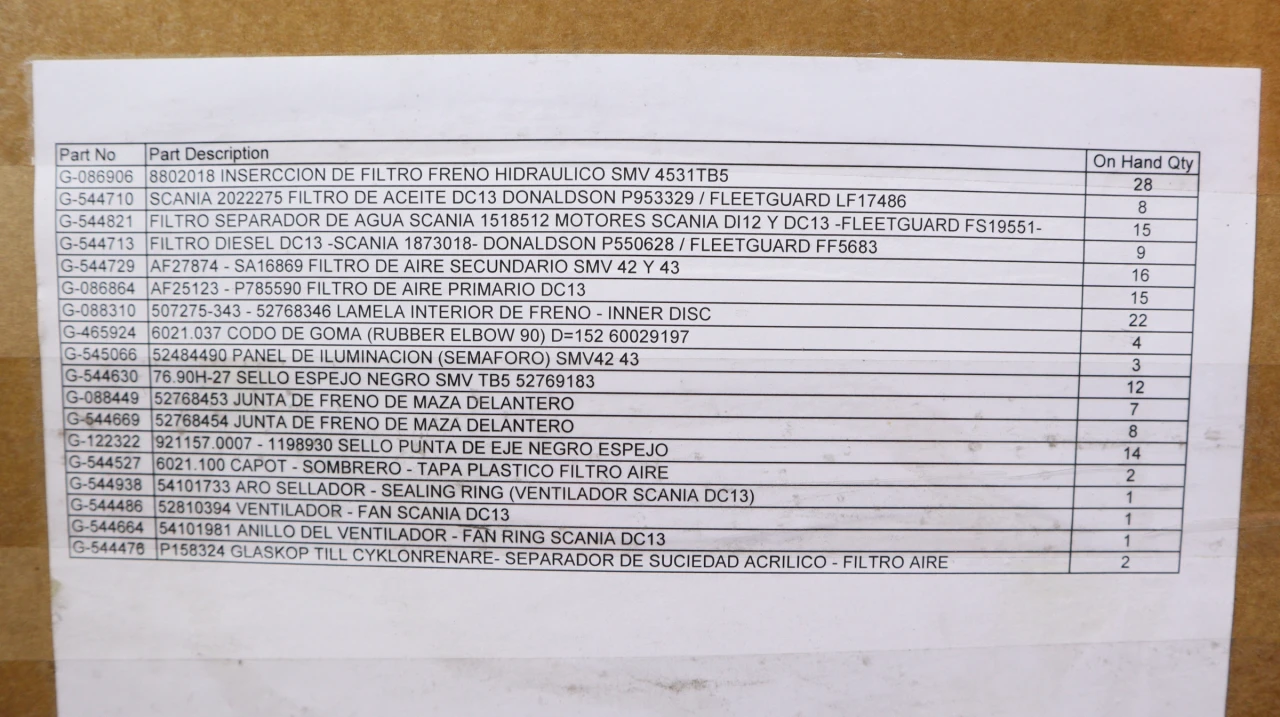 Part No Part Description On Hand Qty
G-086906 8802018 INSERCCION DE FILTRO FRENO HIDRAULICO SMV 4531TB5 28
G-544710 SCANIA 2022275 FILTRO DE ACEITE DC13 DONALDSON P953329 / FLEETGUARD LF17486 8
G-544821 FILTRO SEPARADOR DE AGUA SCANIA 1518512 MOTORES SCANIA DI12 Y DC13 -FLEETGUARD FS19551- 15
G-544713 FILTRO DIESEL DC13 -SCANIA 1873018- DONALDSON P550628 / FLEETGUARD FF5683 9
G-544729 AF27874 - SA16869 FILTRO DE AIRE SECUNDARIO SMV 42 Y 43 16
G-086864 AF25123 - P785590 FILTRO DE AIRE PRIMARIO DC13 15
G-088310 507275-343 - 52768346 LAMELA INTERIOR DE FRENO - INNER DISC 22
G-465924 6021.037 CODO DE GOMA (RUBBER ELBOW 90) D=152 60029197 4
G-545066 52484490 PANEL DE ILUMINACION (SEMAFORO) SMV42 43 3
G-544630 76.90H-27 SELLO ESPEJO NEGRO SMV TB5 52769183 12
G-088449 52768453 JUNTA DE FRENO DE MAZA DELANTERO 7
G-544669 52768454 JUNTA DE FRENO DE MAZA DELANTERO 8
G-122322 921157.0007 - 1198930 SELLO PUNTA DE EJE NEGRO ESPEJO 14
G-544527 6021.100 CAPOT - SOMBRERO - TAPA PLASTICO FILTRO AIRE 2
G-544938 54101733 ARO SELLADOR - SEALING RING (VENTILADOR SCANIA DC13) 1
G-544486 52810394 VENTILADOR - FAN SCANIA DC13 1
G-544664 54101981 ANILLO DEL VENTILADOR - FAN RING SCANIA DC13 1
G-544476 P158324 GLASKOP TILL CYKLONRENARE- SEPARADOR DE SUCIEDAD ACRILICO - FILTRO AIRE 2